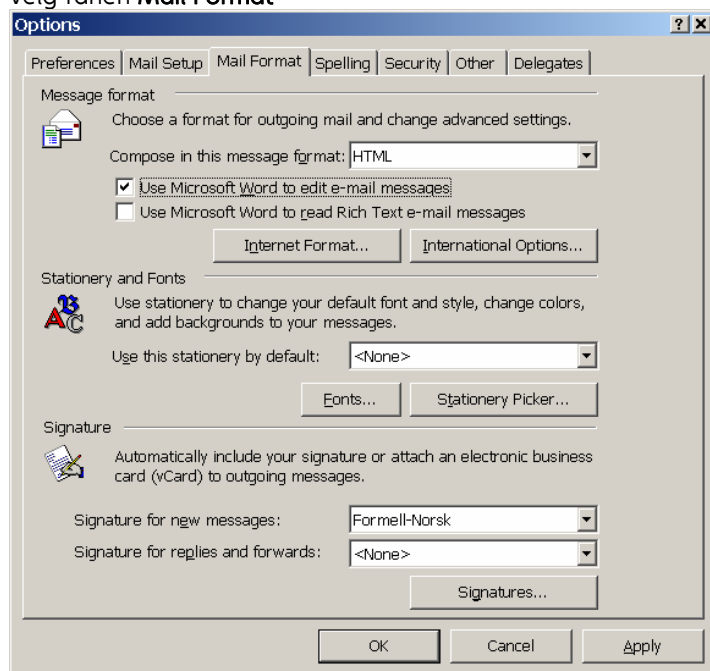 Velg fanen Mail Format
Options
Preferences Mail Setup Mail Format Spelling Security Other Delegates
Message format
Choose a format for outgoing mail and change advanced settings.
Compose in this message format: HTML
Use Microsoft Word to edit e-mail messages
Use Microsoft Word to read Rich Text e-mail messages
Internet Format... International Options...
Stationery and Fonts
Use stationery to change your default font and style, change colors,
and add backgrounds to your messages.
Use this stationery by default: <None>
Fonts... Stationery Picker...
Signature
Automatically include your signature or attach an electronic business
card (vCard) to outgoing messages.
Signature for new messages: Formell-Norsk
Signature for replies and forwards: <None>
Signatures...
OK Cancel Apply